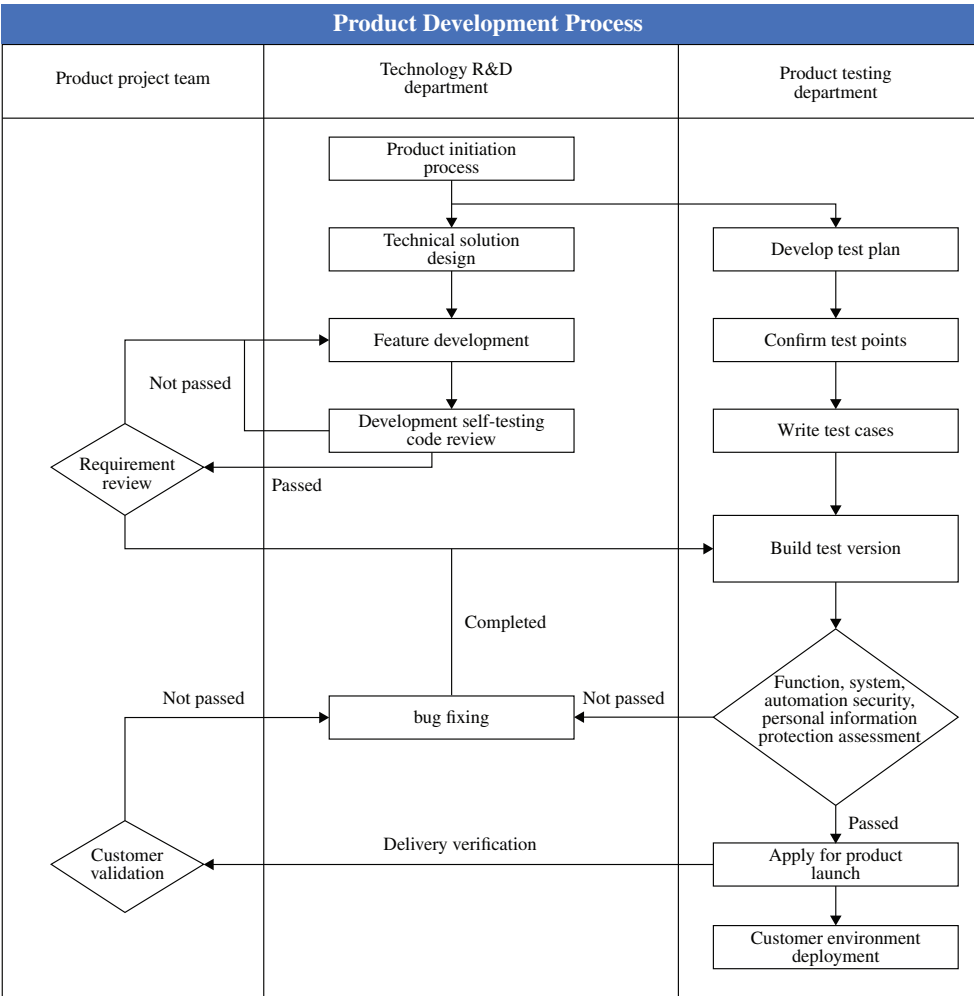 Product Development Process
Product project team
Technology R&D
department
Product testing
department
Product initiation
process
Technical solution
design
Develop test plan
Feature development
Confirm test points
Not passed
Development self-testing
code review
Write test cases
Requirement
review
Passed
Build test version
Completed
Not passed
bug fixing
Not passed
Function, system,
automation security,
personal information
protection assessment
Passed
Delivery verification
Customer
validation
Apply for product
launch
Customer environment
deployment